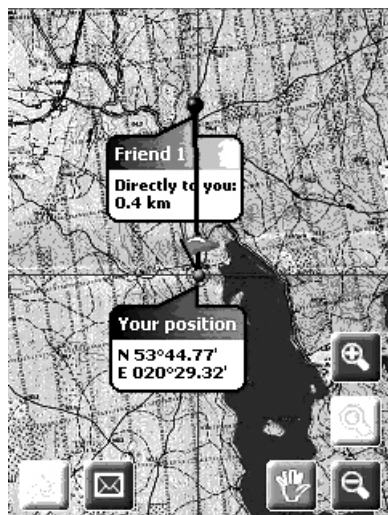 Friend 1
Directly to you:
0.4 km
Your position
N 53°44.77'
E 020°29.32'